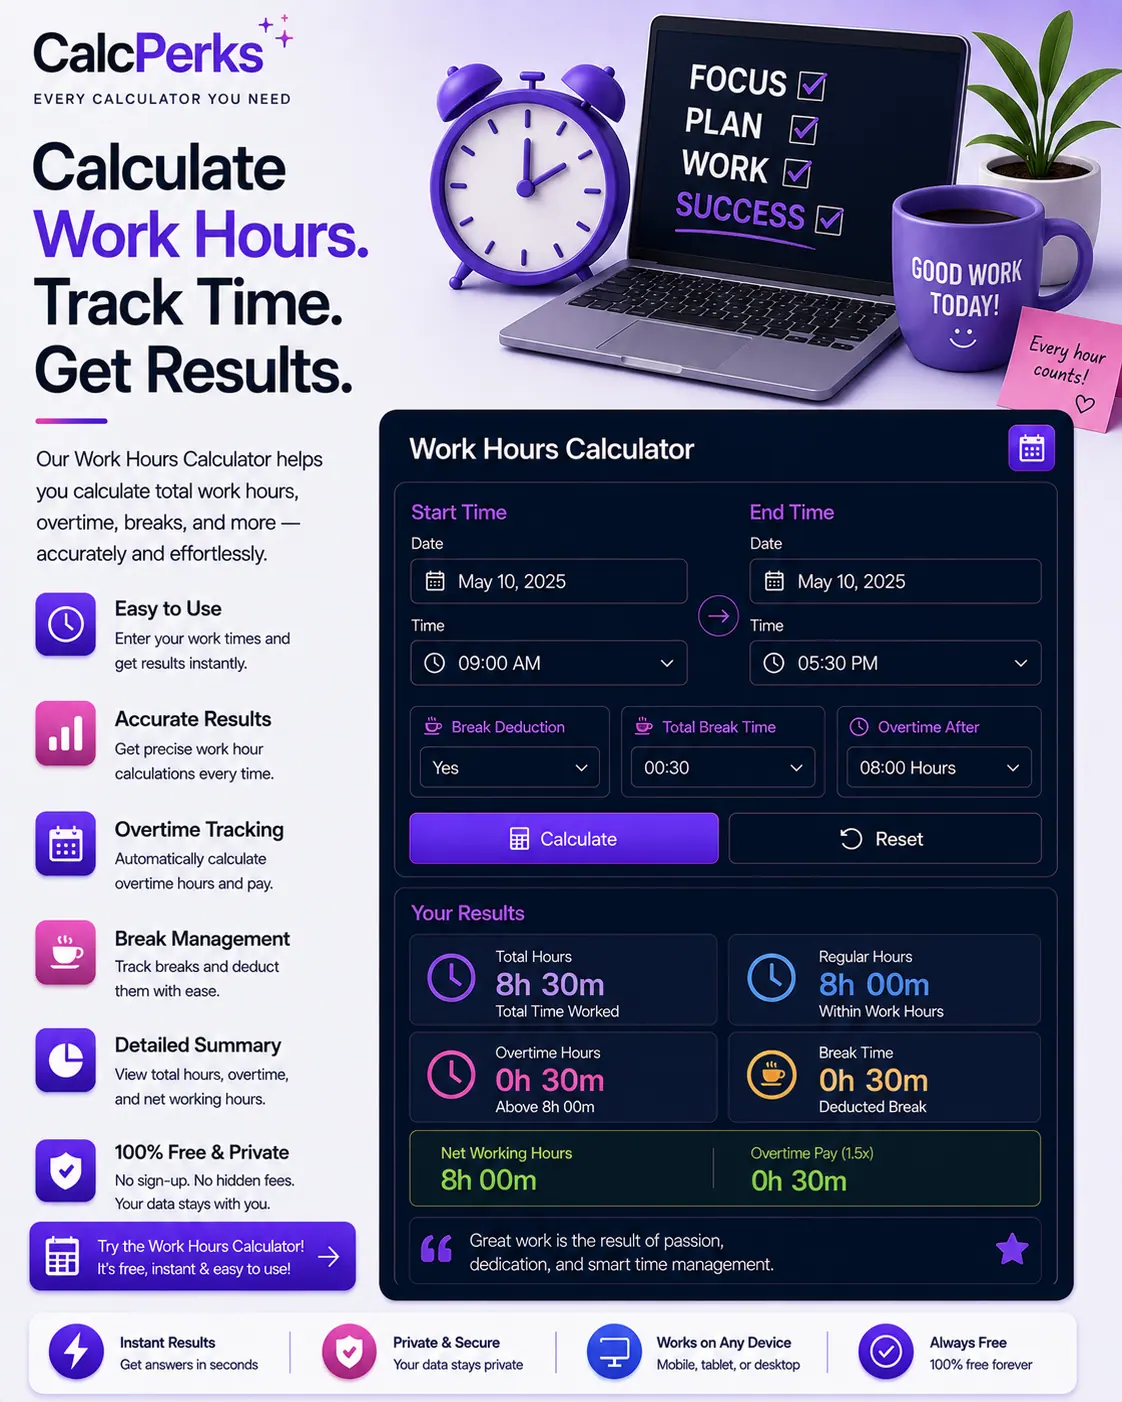 CalcPerks
EVERY CALCULATOR YOU NEED
Calculate
Work Hours.
Track Time.
Get Results.
FOCUS
PLAN
WORK
SUCCESS
GOOD WORK
TODAY!
Every hour
counts!
Our Work Hours Calculator helps
you calculate total work hours,
overtime, breaks, and more —
accurately and effortlessly.
Easy to Use
Enter your work times and
get results instantly.
Accurate Results
Get precise work hour
calculations every time.
Overtime Tracking
Automatically calculate
overtime hours and pay.
Break Management
Track breaks and deduct
them with ease.
Detailed Summary
View total hours, overtime,
and net working hours.
100% Free & Private
No sign-up. No hidden fees.
Your data stays with you.
Try the Work Hours Calculator!
It's free, instant & easy to use!
Work Hours Calculator
Start Time
Date
May 10, 2025
Time
09:00 AM
End Time
Date
May 10, 2025
Time
05:30 PM
Break Deduction
Yes
Total Break Time
00:30
Overtime After
08:00 Hours
Calculate
Reset
Your Results
Total Hours
8h 30m
Total Time Worked
Regular Hours
8h 00m
Within Work Hours
Overtime Hours
0h 30m
Above 8h 00m
Break Time
0h 30m
Deducted Break
Net Working Hours
8h 00m
Overtime Pay (1.5x)
0h 30m
Great work is the result of passion,
dedication, and smart time management.
Instant Results
Get answers in seconds
Private & Secure
Your data stays private
Works on Any Device
Mobile, tablet, or desktop
Always Free
100% free forever